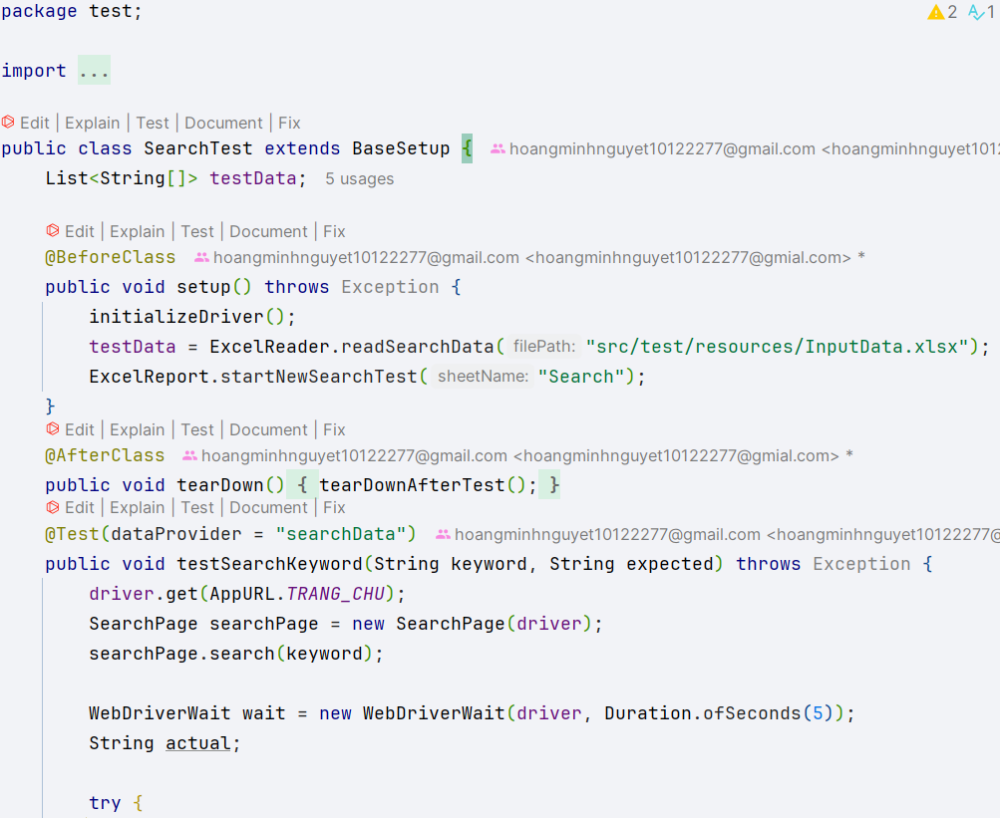 package test;
2 1
import ...
Edit | Explain | Test | Document | Fix
public class SearchTest extends BaseSetup { hoangminhnguyet10122277@gmail.com <hoangminhnguyet1012
List<String[]> testData; 5 usages
Edit | Explain | Test | Document | Fix
@BeforeClass hoangminhnguyet10122277@gmail.com <hoangminhnguyet10122277@gmial.com> *
public void setup() throws Exception {
initializeDriver();
testData = ExcelReader.readSearchData( filePath: "src/test/resources/InputData.xlsx");
ExcelReport.startNewSearchTest( sheetName: "Search");
}
Edit | Explain | Test | Document | Fix
@AfterClass hoangminhnguyet10122277@gmail.com <hoangminhnguyet10122277@gmial.com> *
public void tearDown() { tearDownAfterTest(); }
Edit | Explain | Test | Document | Fix
@Test(dataProvider = "searchData") hoangminhnguyet10122277@gmail.com <hoangminhnguyet10122277@
public void testSearchKeyword(String keyword, String expected) throws Exception {
driver.get(AppURL.TRANG_CHU);
SearchPage searchPage = new SearchPage(driver);
searchPage.search(keyword);
WebDriverWait wait = new WebDriverWait(driver, Duration.ofSeconds(5));
String actual;
try {